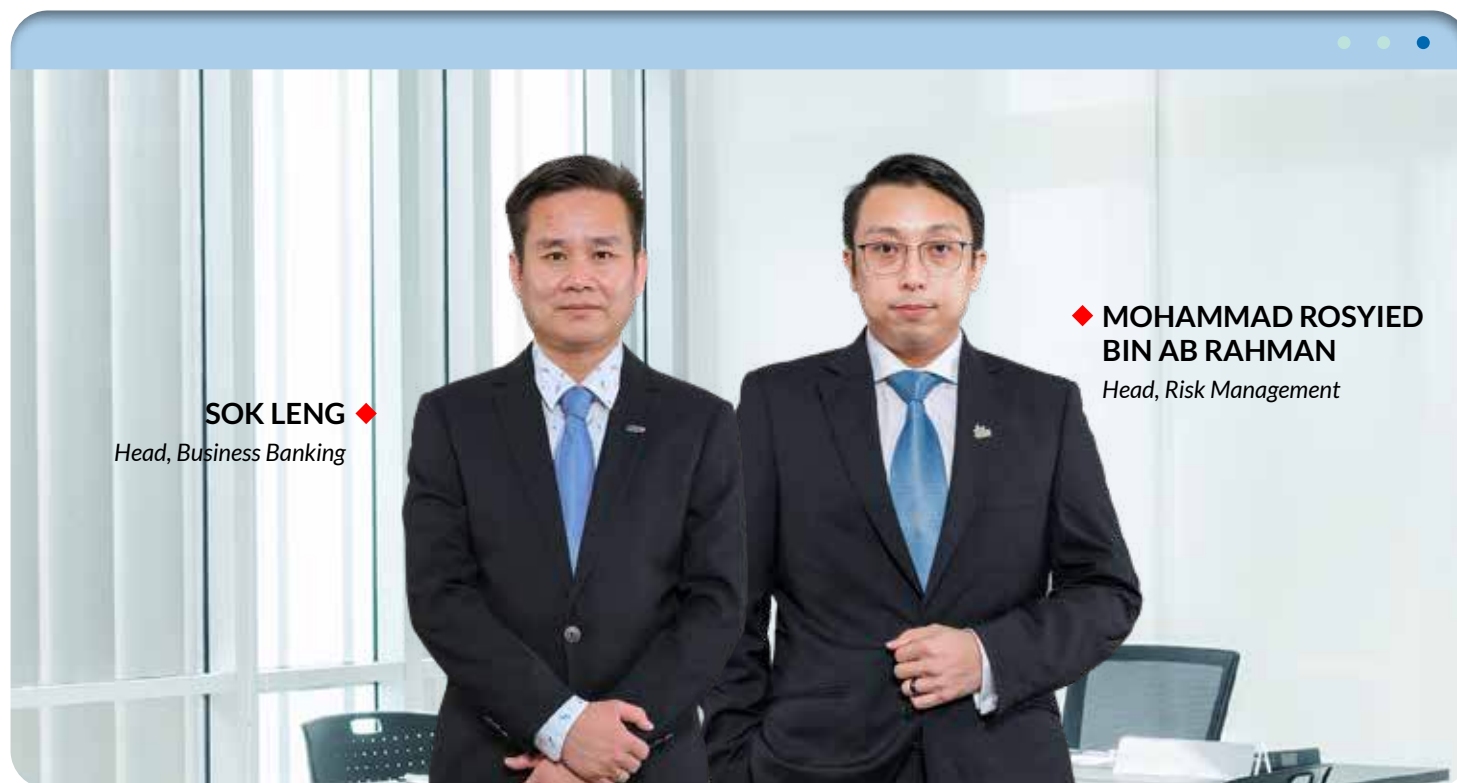 SOK LENG
Head, Business Banking
MOHAMMAD ROSYIED
BIN AB RAHMAN
Head, Risk Management